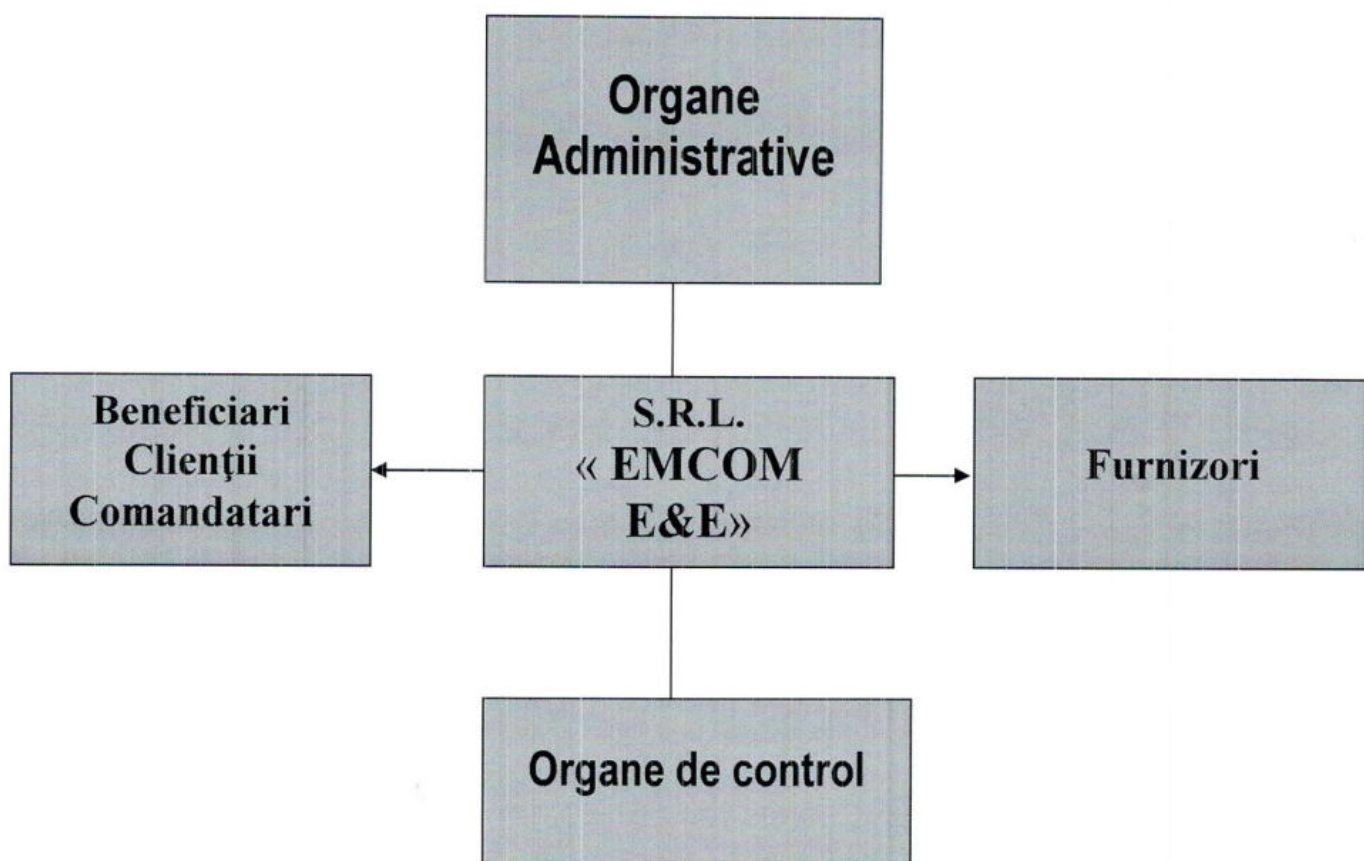 Organe
Administrative
Beneficiari
Clienţii
Comandatari
S.R.L.
« EMCOM
E&E»
Furnizori
Organe de control